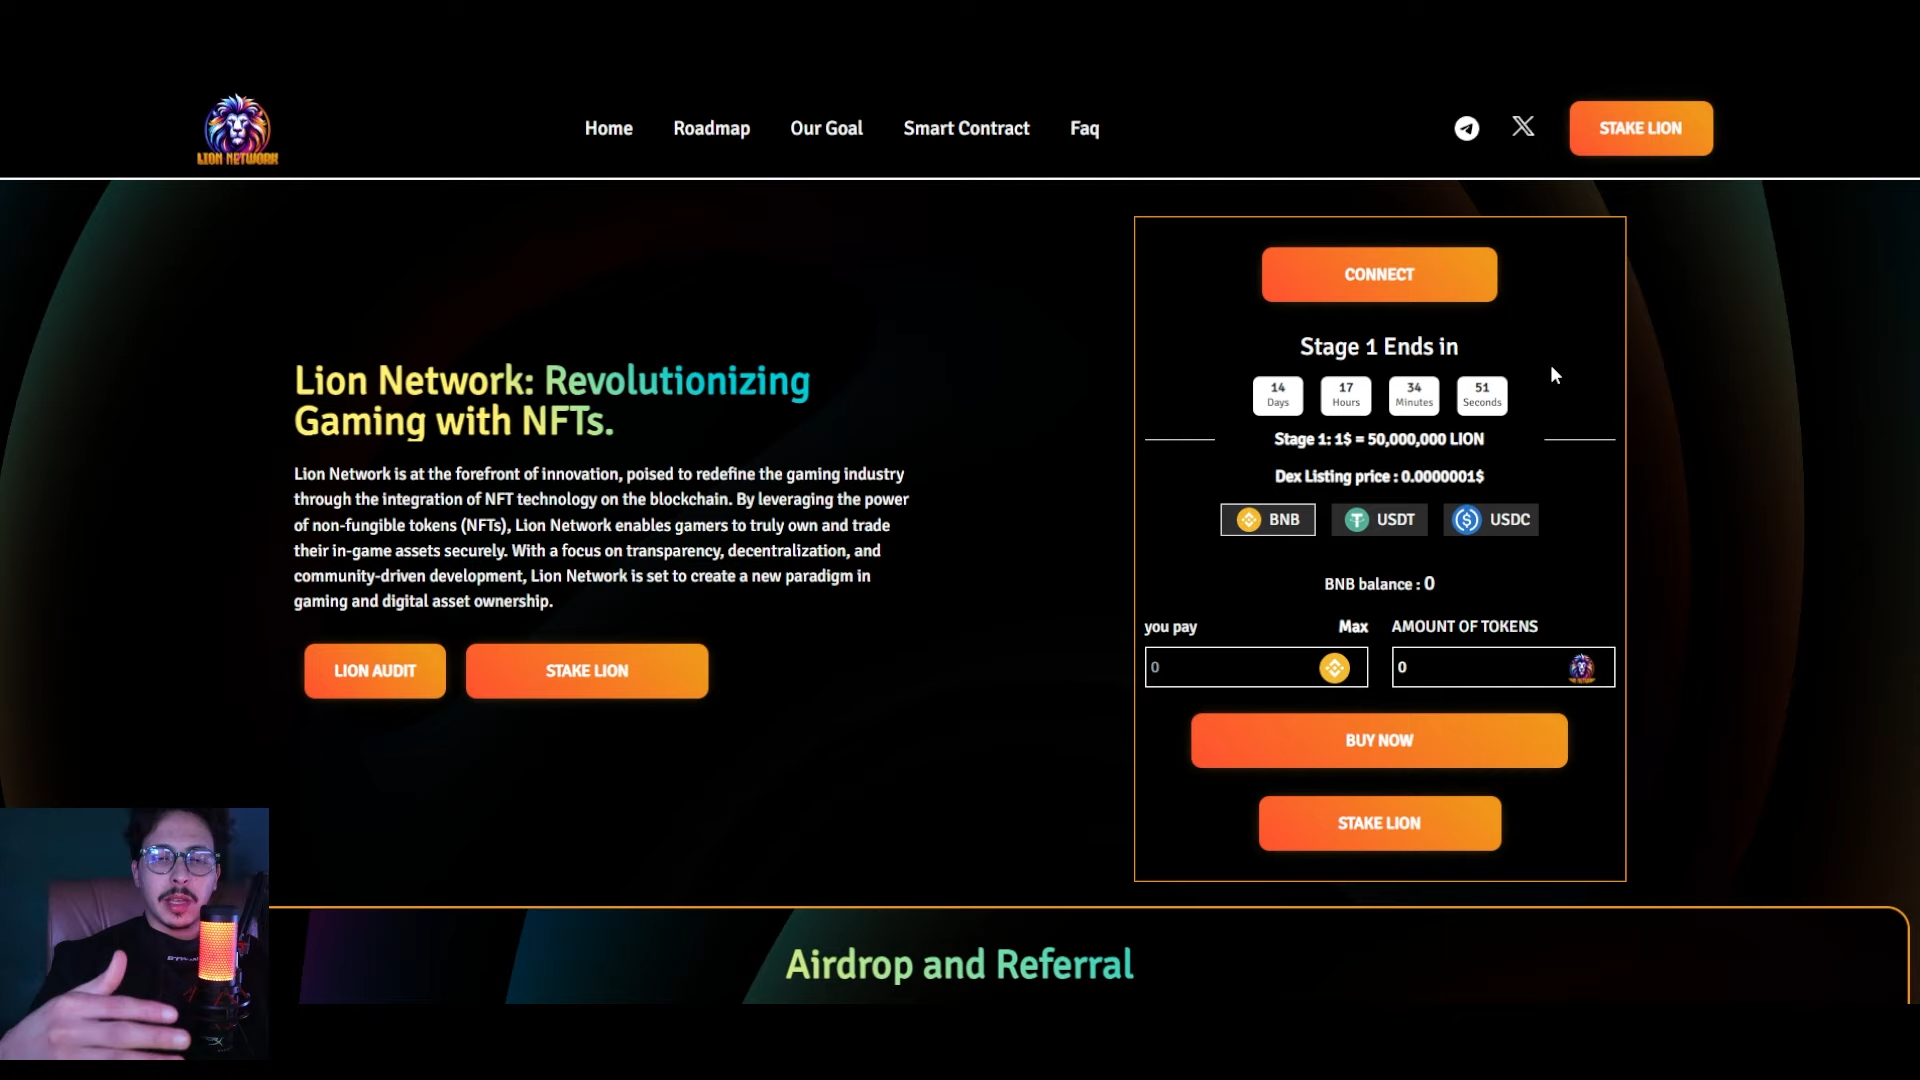 LION NETWORK
Home
Roadmap
Our Goal
Smart Contract
Faq
STAKE LION
Lion Network: Revolutionizing
Gaming with NFTs.
Lion Network is at the forefront of innovation, poised to redefine the gaming industry
through the integration of NFT technology on the blockchain. By leveraging the power
of non-fungible tokens (NFTs), Lion Network enables gamers to truly own and trade
their in-game assets securely. With a focus on transparency, decentralization, and
community-driven development, Lion Network is set to create a new paradigm in
gaming and digital asset ownership.
LION AUDIT
STAKE LION
CONNECT
Stage 1 Ends in
14 17 34 51
Days Hours Minutes Seconds
Stage 1: 1$ = 50,000,000 LION
Dex Listing price : 0.0000001$
BNB
USDT
USDC
BNB balance : 0
you pay Max AMOUNT OF TOKENS
0 0
BUY NOW
STAKE LION
Airdrop and Referral